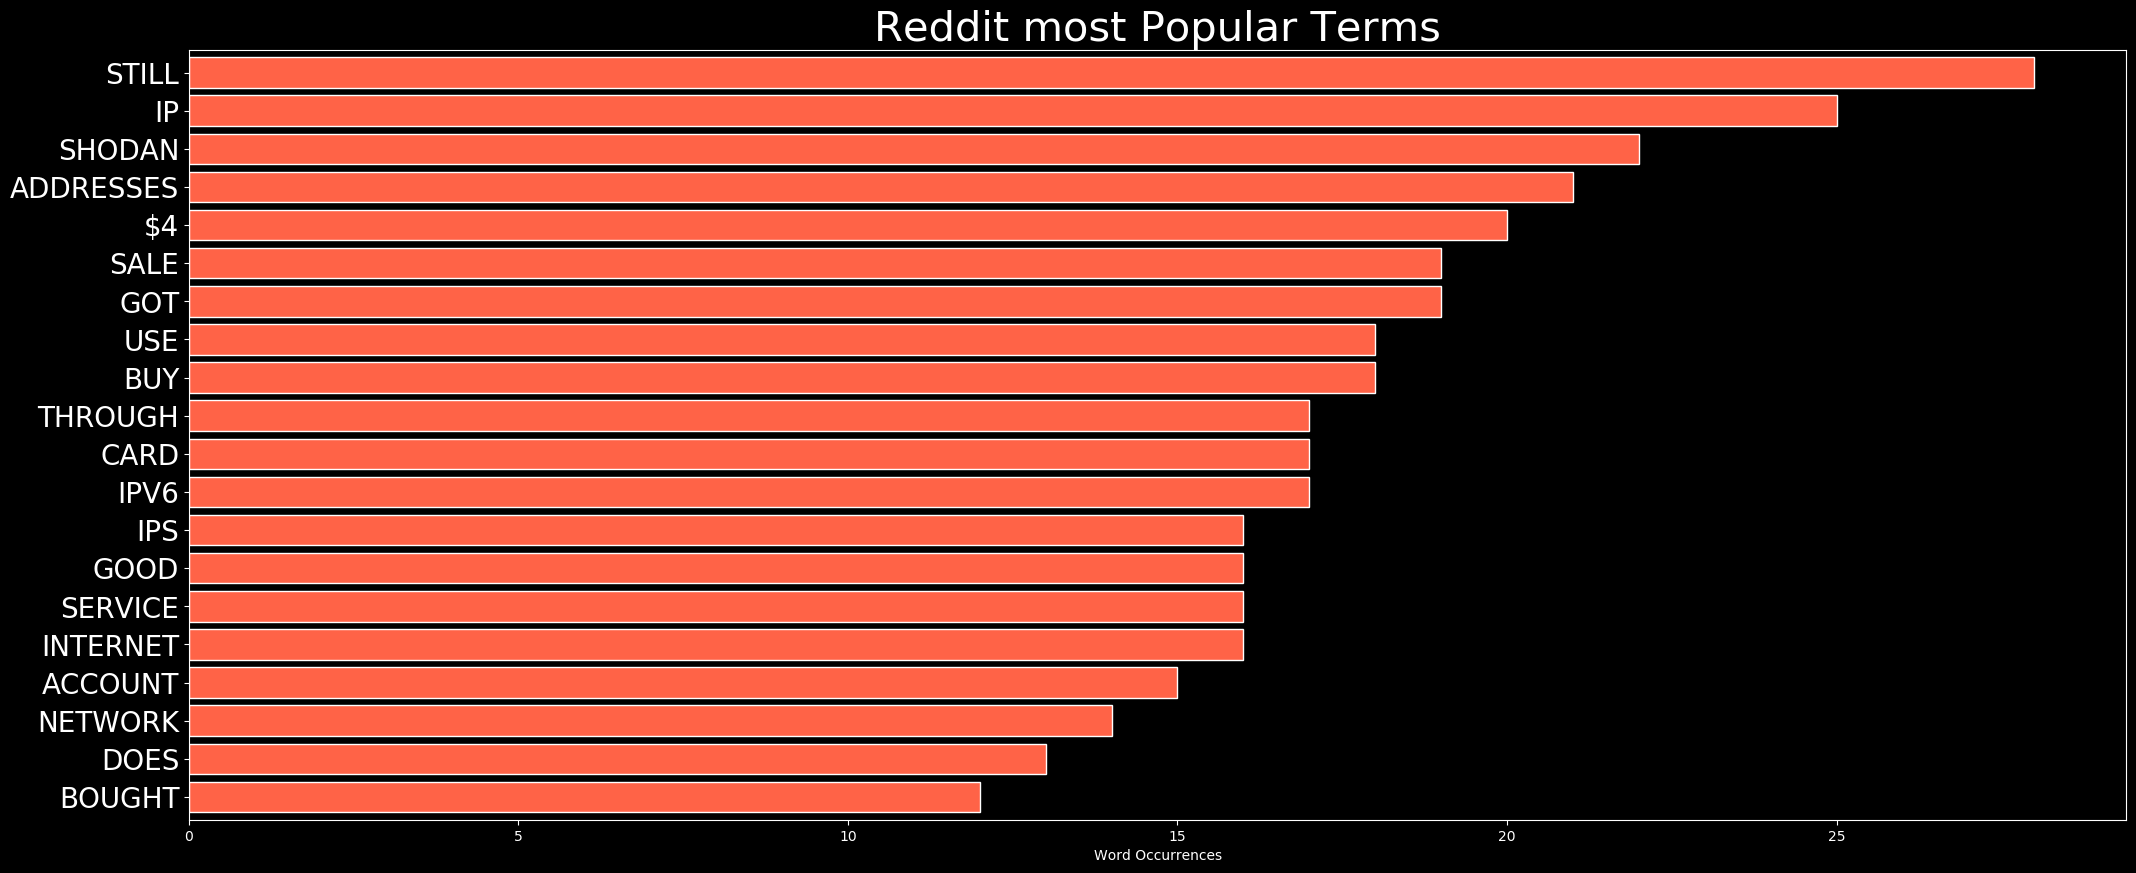 Reddit most Popular Terms
STILL
IP
SHODAN
ADDRESSES
$4
SALE
GOT
USE
BUY
THROUGH
CARD
IPV6
IPS
GOOD
SERVICE
INTERNET
ACCOUNT
NETWORK
DOES
BOUGHT
0 5 10 15 20 25
Word Occurrences